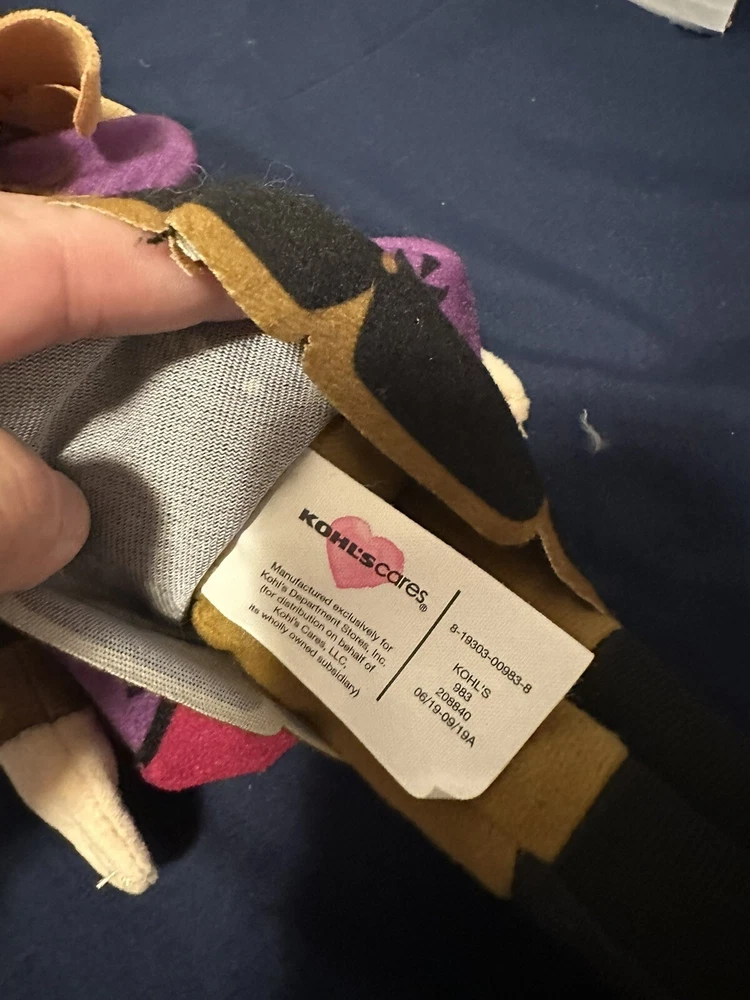 KOHL'S cares®
Manufactured exclusively for
Kohl's Department Stores, Inc.
(for distribution on behalf of
Kohl's Cares, LLC,
its wholly owned subsidiary)
8-19303-00983-8
KOHL'S
983
208840
06/19-09/19A